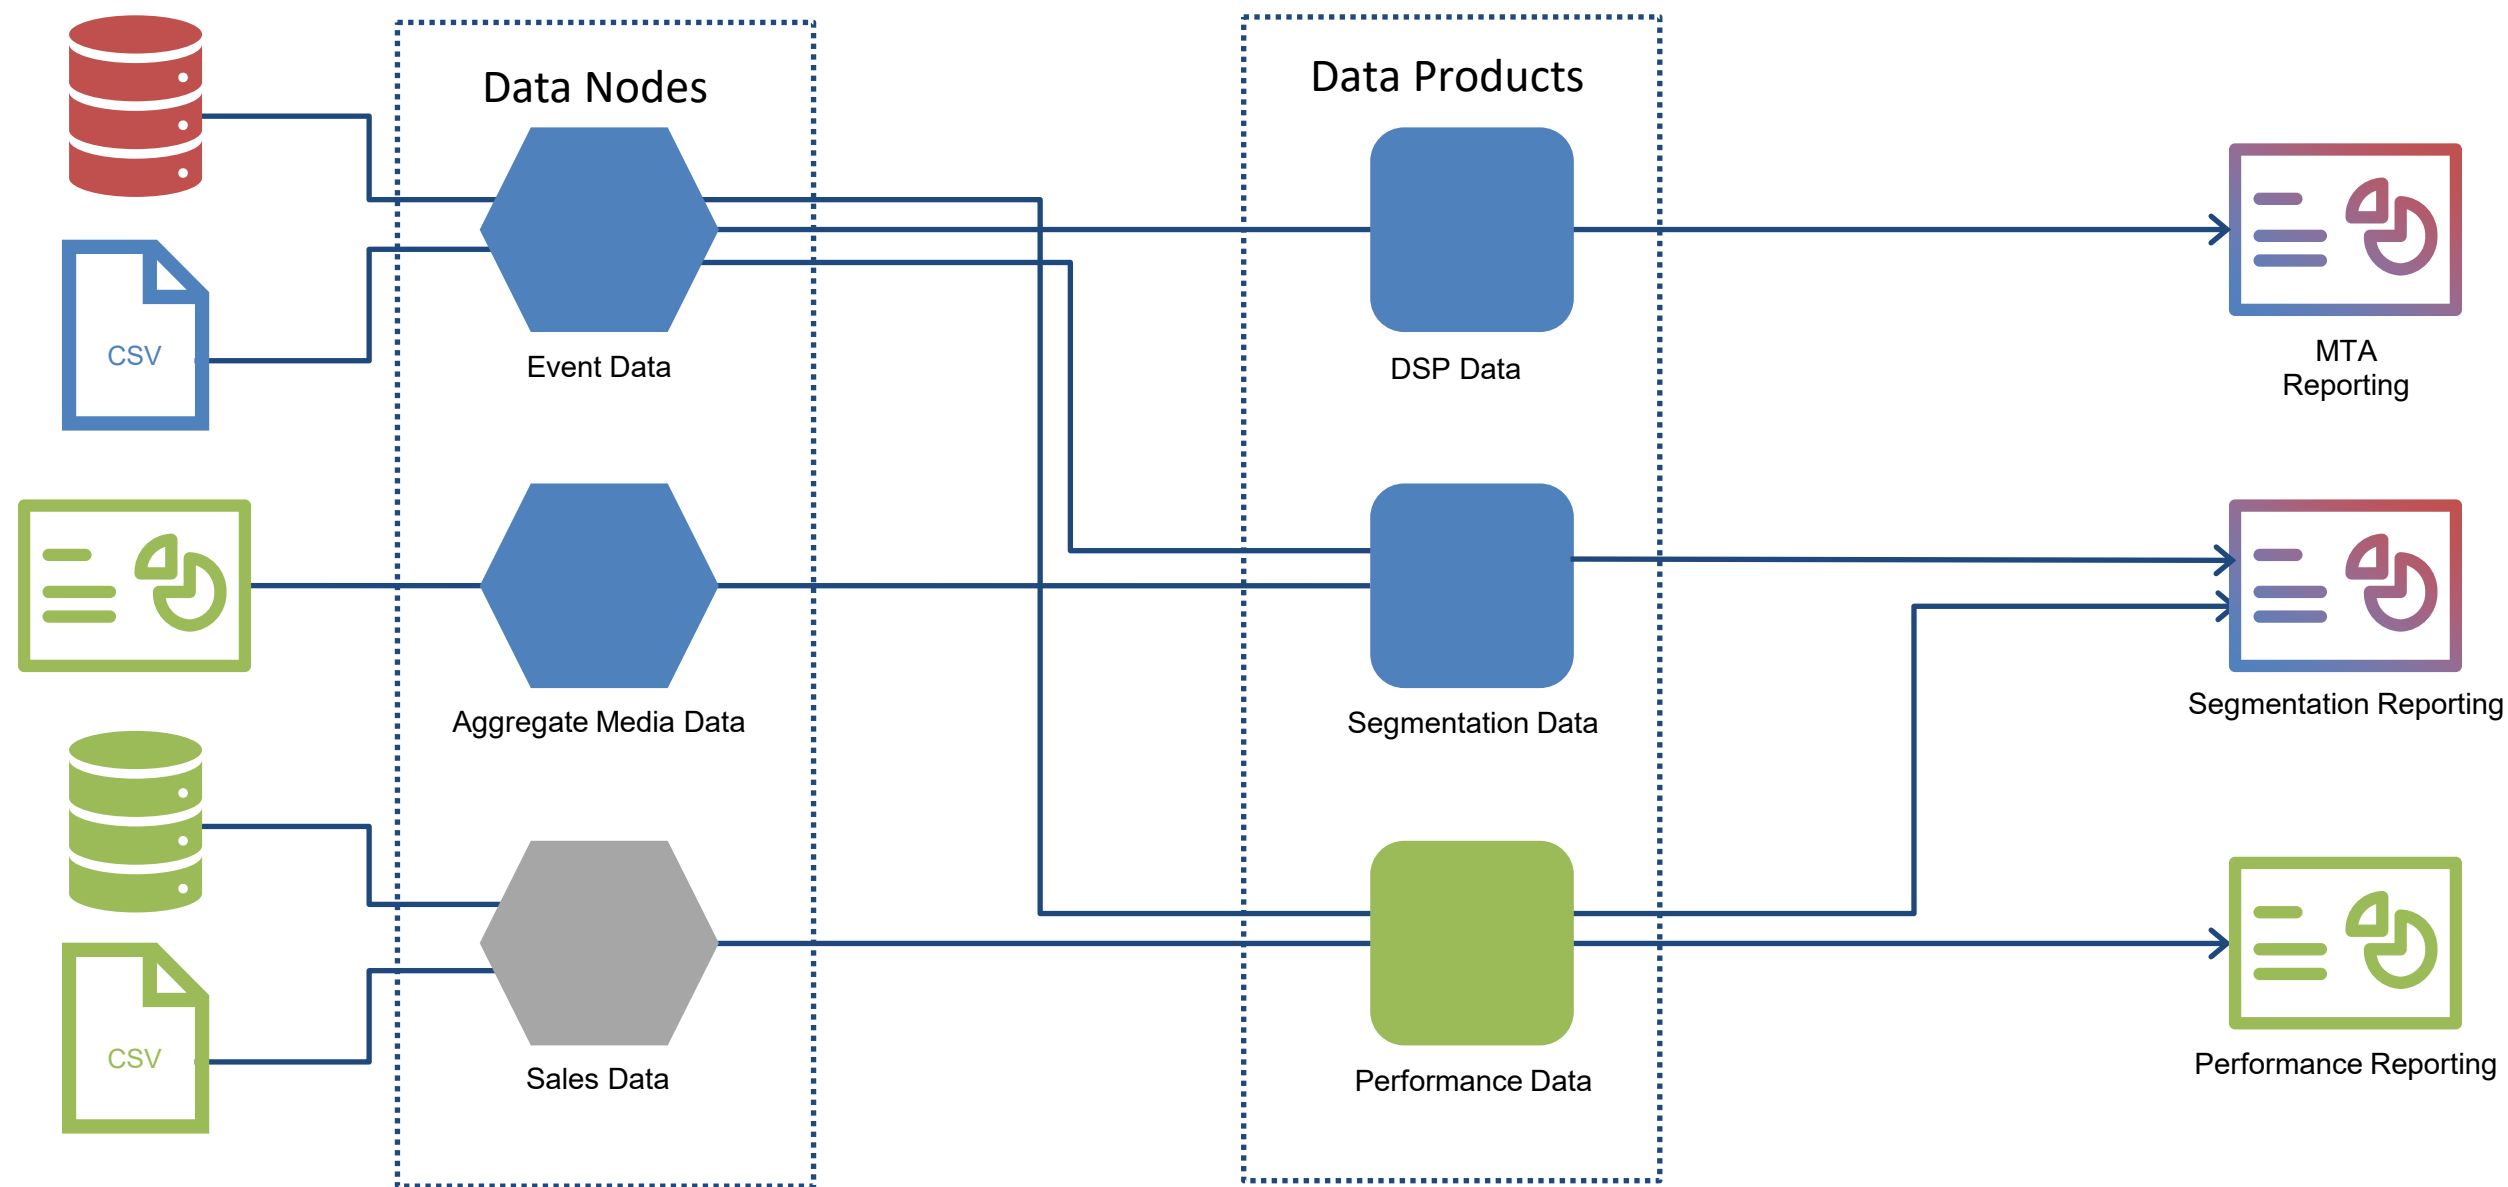 Data Nodes
Data Products
CSV
Event Data
DSP Data
MTA
Reporting
Aggregate Media Data
Segmentation Data
Segmentation Reporting
CSV
Sales Data
Performance Data
Performance Reporting